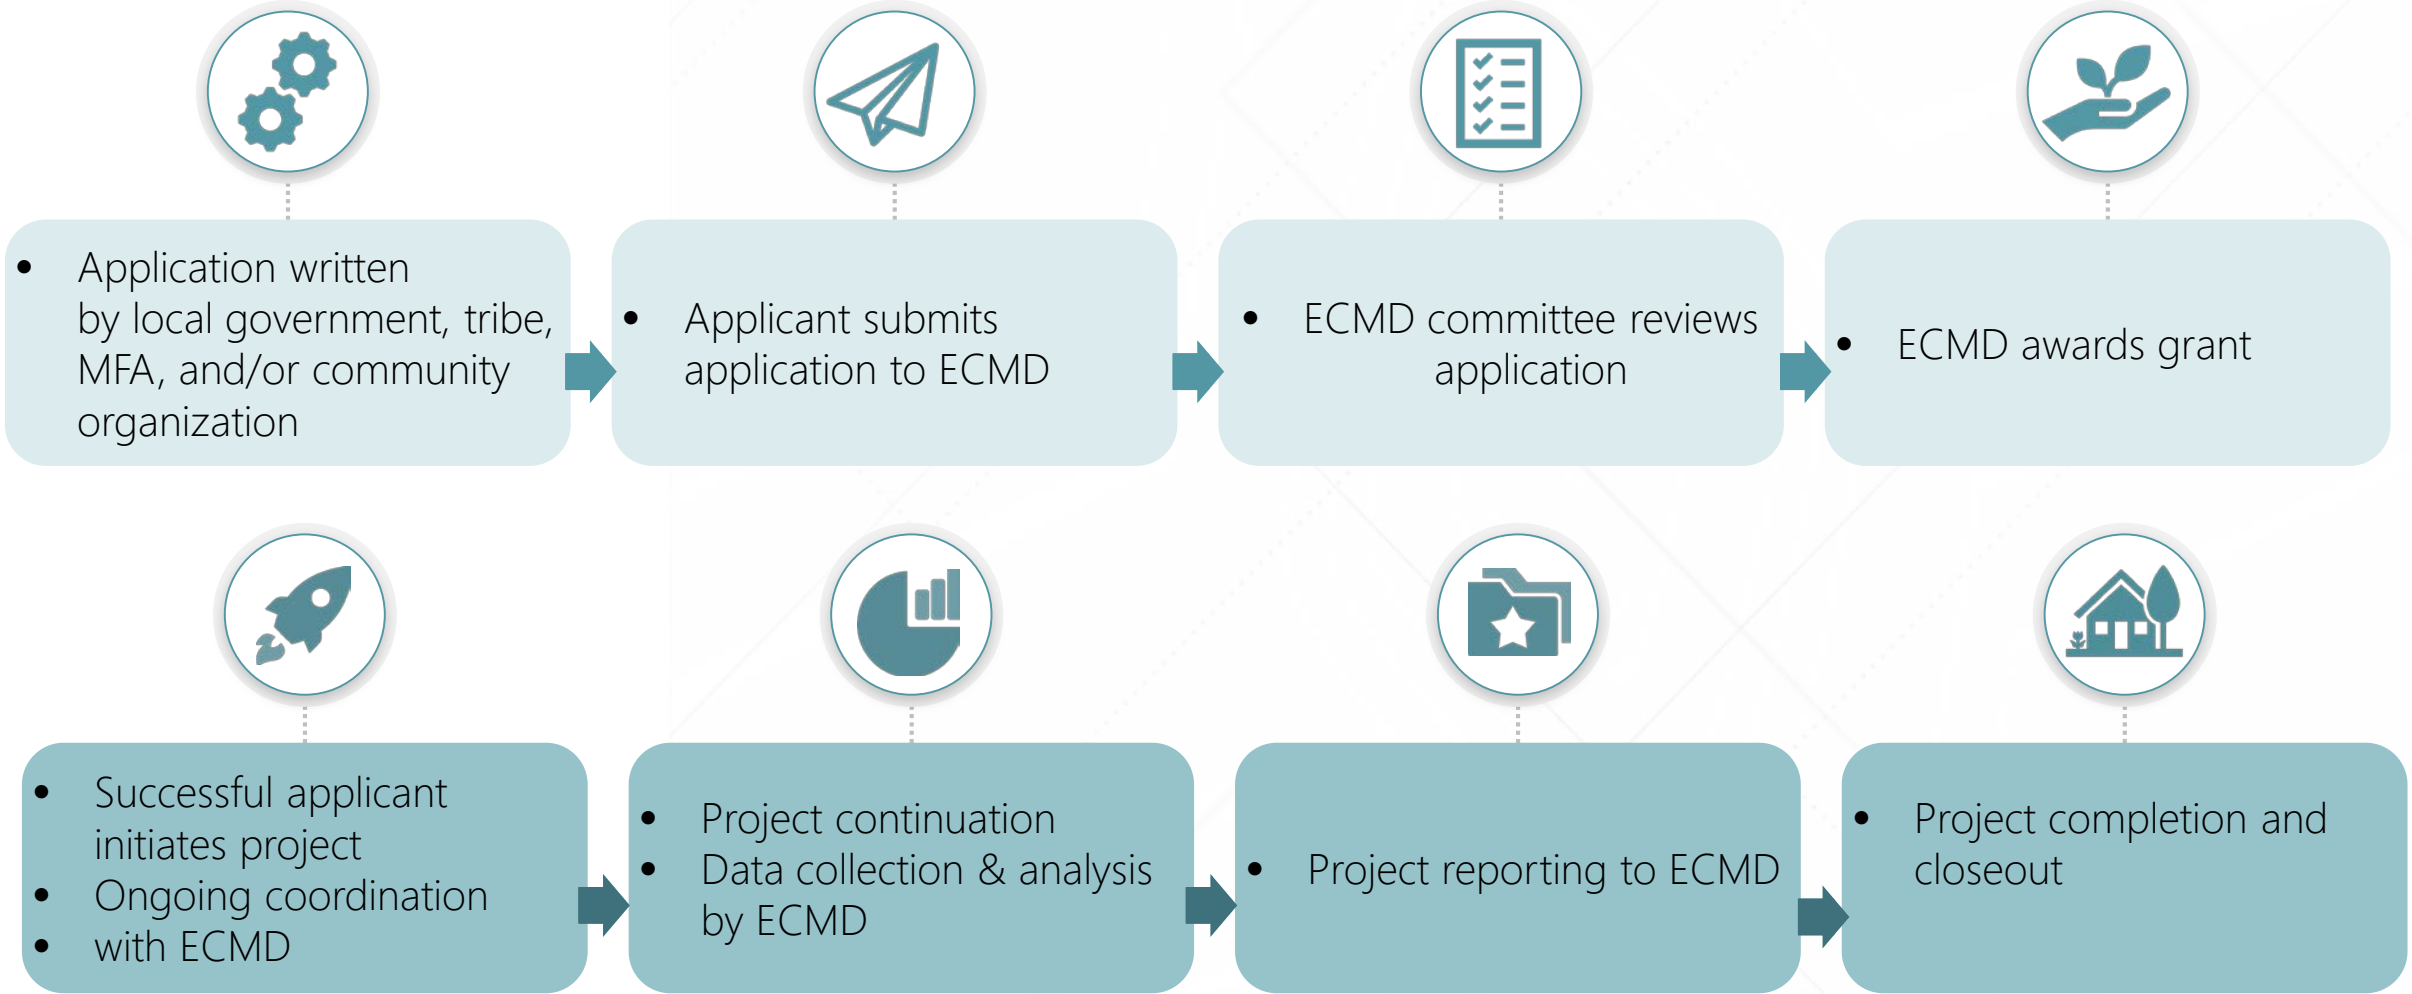 • Application written
by local government, tribe,
MFA, and/or community
organization
• Applicant submits
application to ECMD
• ECMD committee reviews
application
• ECMD awards grant
• Successful applicant
initiates project
• Ongoing coordination
• with ECMD
• Project continuation
• Data collection & analysis
by ECMD
• Project reporting to ECMD
• Project completion and
closeout